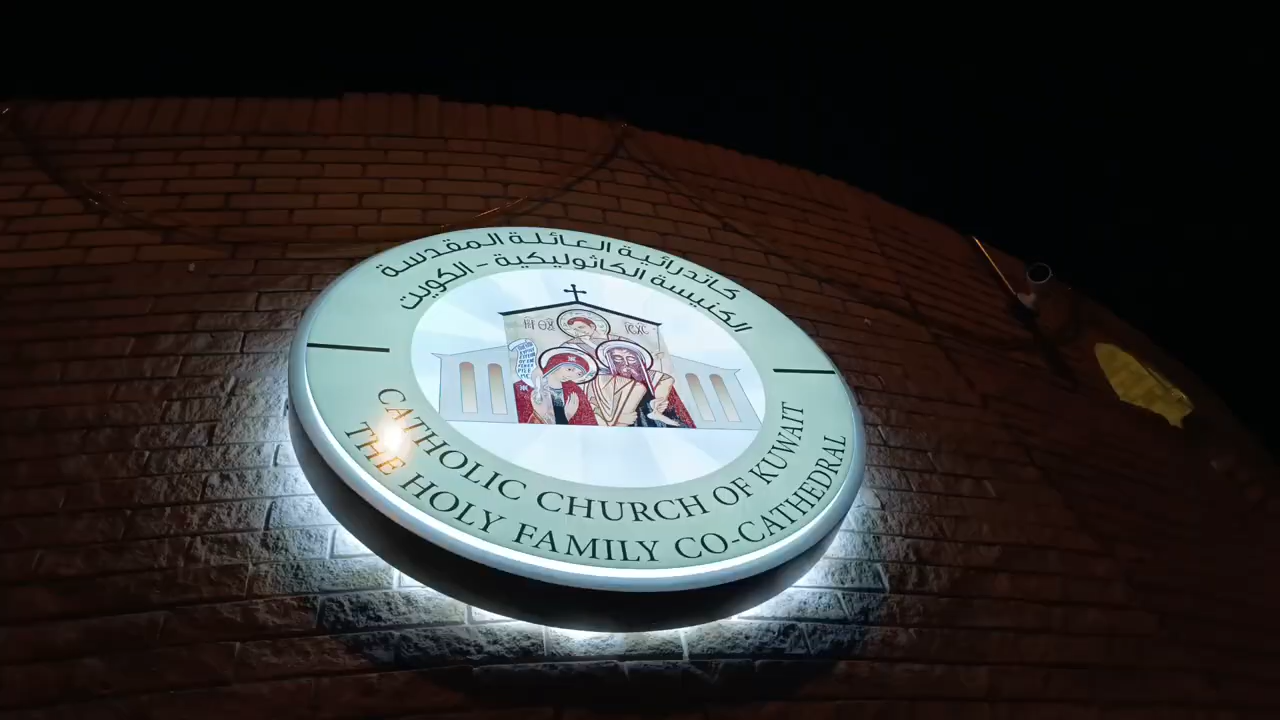 كاتدرائية العائلة المقدسة
الكنيسة الكاثوليكية - الكويت
CATHOLIC CHURCH OF KUWAIT
THE HOLY FAMILY CO-CATHEDRAL